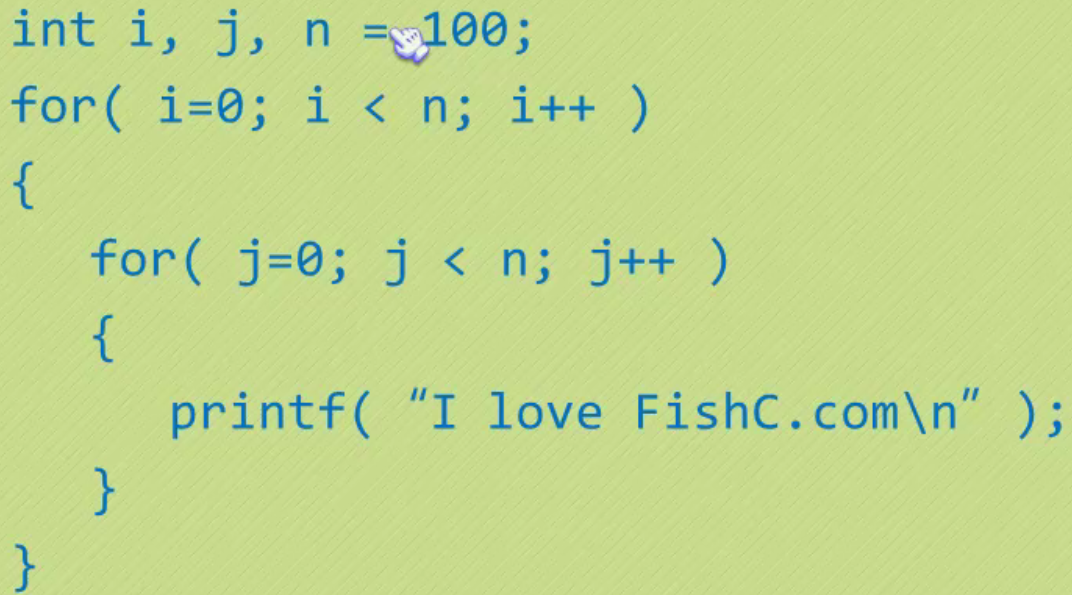 int i, j, n = 100;
for( i=0; i < n; i++ )
{
for( j=0; j < n; j++ )
{
printf( “I love FishC.com\n” );
}
}